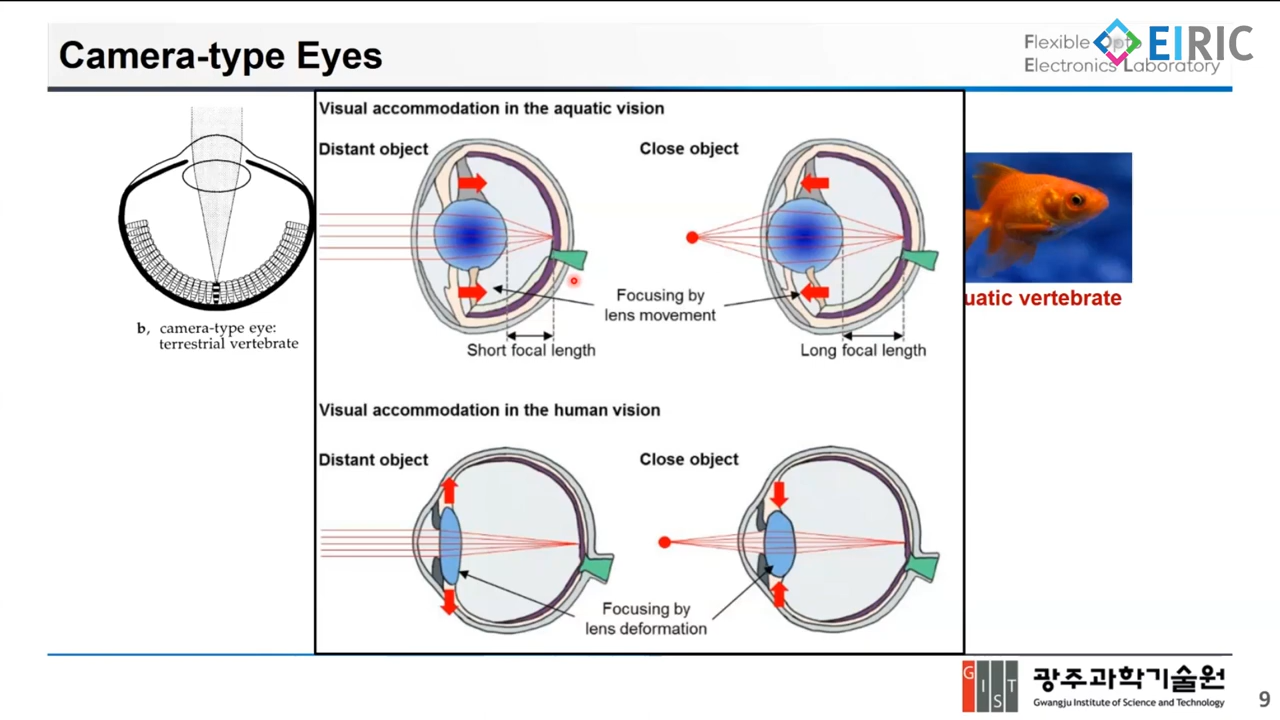 Camera-type Eyes
Flexible Opto
Electronics Laboratory
EIRIC
Visual accommodation in the aquatic vision
Distant object
Close object
Focusing by
lens movement
Short focal length
Long focal length
b, camera-type eye:
terrestrial vertebrate
uatic vertebrate
Visual accommodation in the human vision
Distant object
Close object
Focusing by
lens deformation
GIST
광주과학기술원
Gwangju Institute of Science and Technology
9